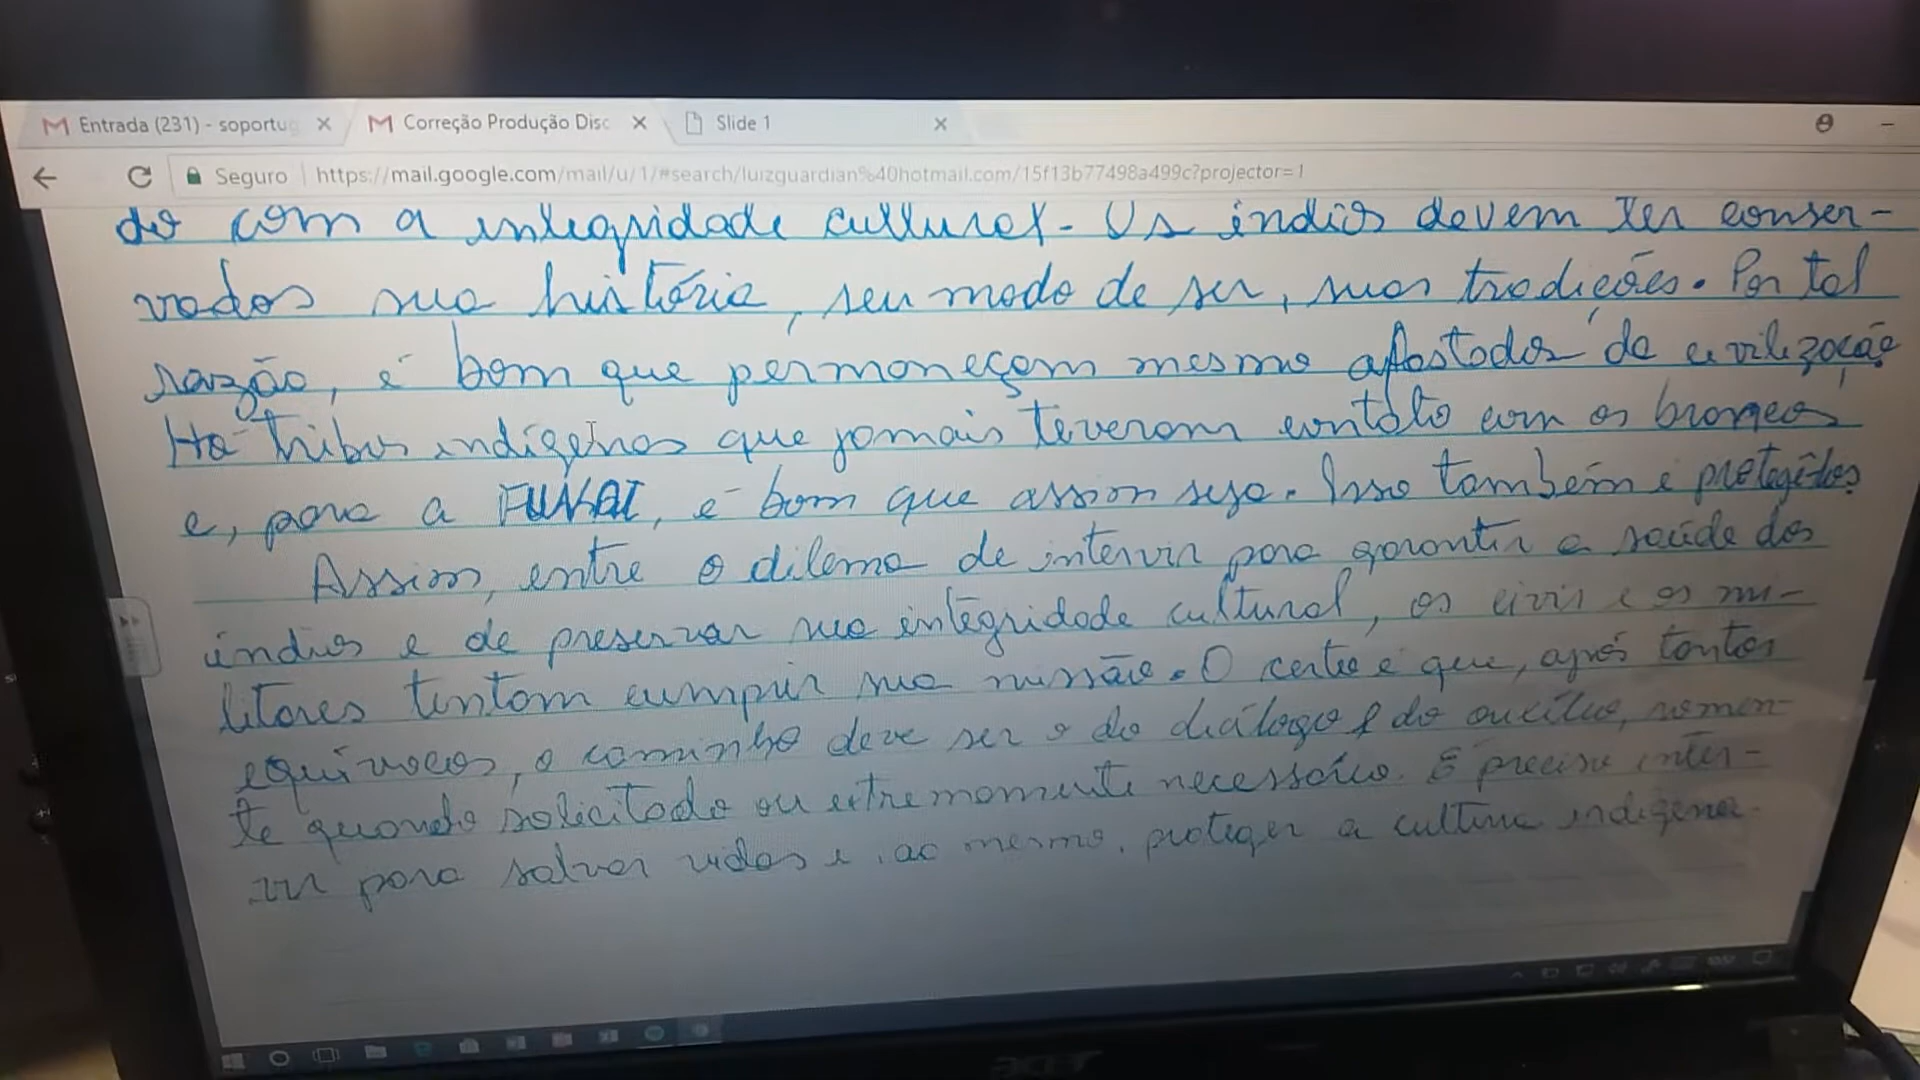 Entrada (231) - soportug
Correção Produção Disc
Slide 1
Seguro
https://mail.google.com/mail/u/1/#search/luizguardian%40hotmail.com/15f13b77498a499c?projector=1
do com a integridade cultural. Os índios devem ter conser-
vados sua história, seu modo de ser, suas tradições. Por tal
razão, é bom que permoneçam mesmo afastados da civilização
Há tribos indígenas que jamais tiveram contato com os brancos
e, para a FUNAI, é bom que assim seja. Isso também é protegê-los
Assim, entre o dilema de intervir para garantir a saúde dos
índios e de preservar sua integridade cultural, os civis e os mi-
litares tentam cumprir sua missão. O certo é que, após tantos
equívocos, o caminho deve ser o do diálogo e do auxílio, somen-
te quando solicitado ou extremamente necessário. É preciso inter-
vir para salvar vidas e, ao mesmo, proteger a cultura indígena.